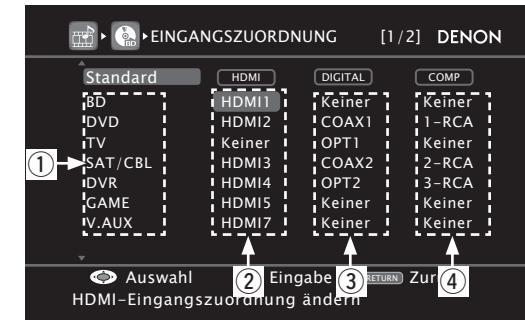 BD EINGANGSZUORDNUNG [1/2] DENON
Standard HDMI DIGITAL COMP
BD HDMI1 Keiner Keiner
DVD HDMI2 COAX1 1-RCA
TV Keiner OPT1 Keiner
① SAT/CBL HDMI3 COAX2 2-RCA
DVR HDMI4 OPT2 3-RCA
GAME HDMI5 Keiner Keiner
V.AUX HDMI7 Keiner Keiner
Auswahl ② Eingabe ③ RETURN Zur ④
HDMI-Eingangszuordnung ändern